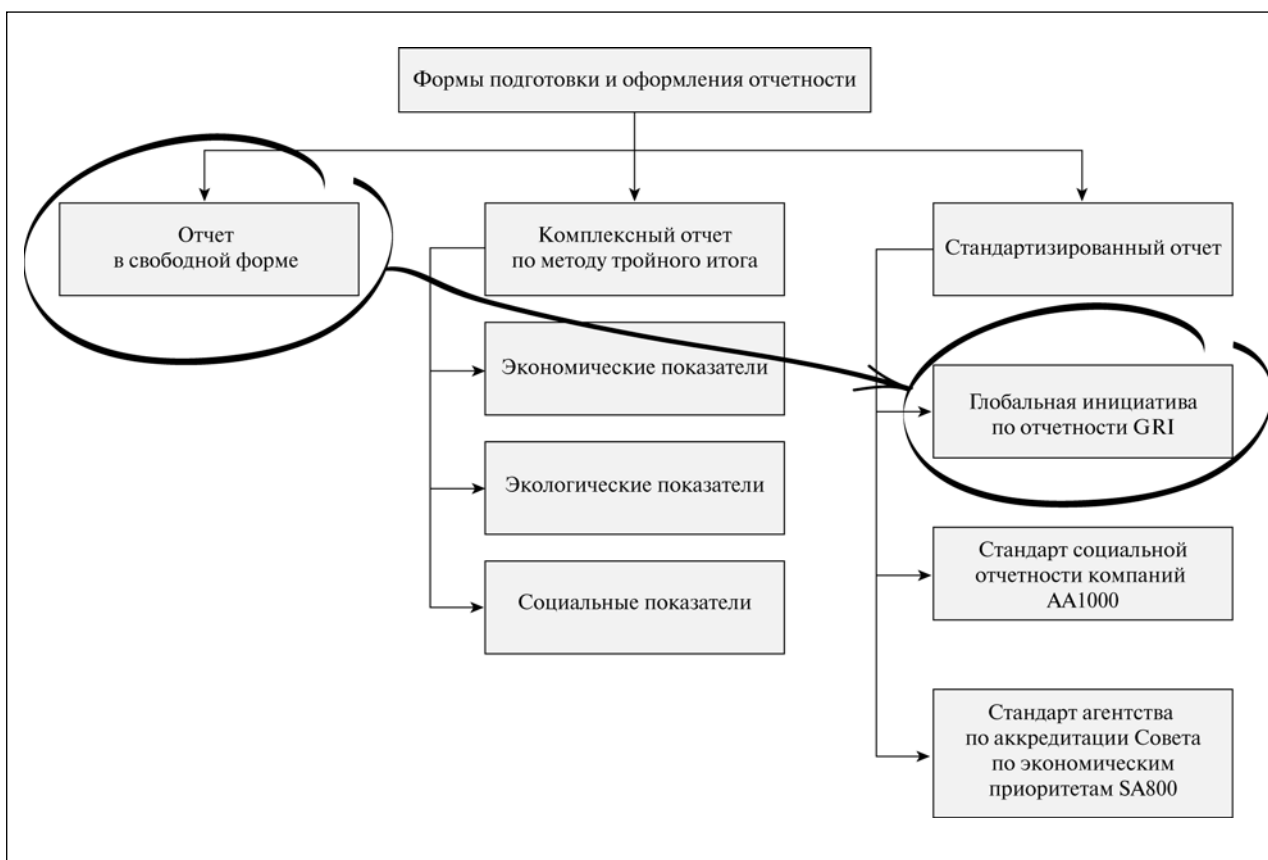 Формы подготовки и оформления отчетности
Отчет
в свободной форме
Комплексный отчет
по методу тройного итога
Экономические показатели
Экологические показатели
Социальные показатели
Стандартизированный отчет
Глобальная инициатива
по отчетности GRI
Стандарт социальной
отчетности компаний
AA1000
Стандарт агентства
по аккредитации Совета
по экономическим
приоритетам SA800